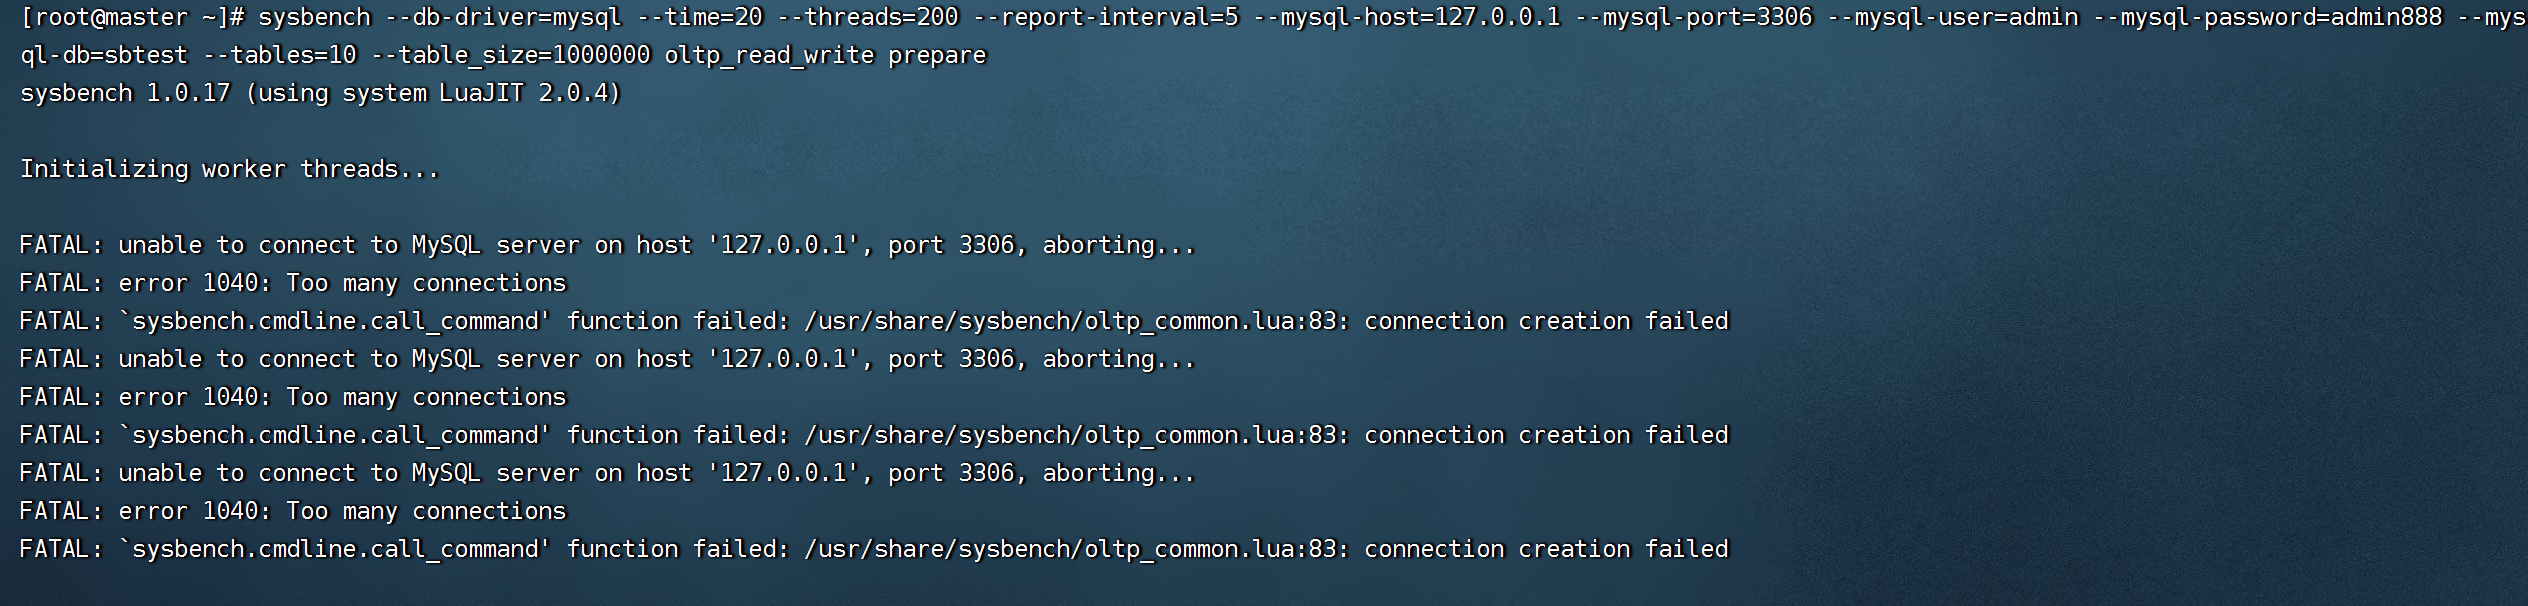 [root@master ~]# sysbench --db-driver=mysql --time=20 --threads=200 --report-interval=5 --mysql-host=127.0.0.1 --mysql-port=3306 --mysql-user=admin --mysql-password=admin888 --mys
ql-db=sbtest --tables=10 --table_size=1000000 oltp_read_write prepare
sysbench 1.0.17 (using system LuaJIT 2.0.4)
Initializing worker threads...
FATAL: unable to connect to MySQL server on host '127.0.0.1', port 3306, aborting...
FATAL: error 1040: Too many connections
FATAL: `sysbench.cmdline.call_command' function failed: /usr/share/sysbench/oltp_common.lua:83: connection creation failed
FATAL: unable to connect to MySQL server on host '127.0.0.1', port 3306, aborting...
FATAL: error 1040: Too many connections
FATAL: `sysbench.cmdline.call_command' function failed: /usr/share/sysbench/oltp_common.lua:83: connection creation failed
FATAL: unable to connect to MySQL server on host '127.0.0.1', port 3306, aborting...
FATAL: error 1040: Too many connections
FATAL: `sysbench.cmdline.call_command' function failed: /usr/share/sysbench/oltp_common.lua:83: connection creation failed